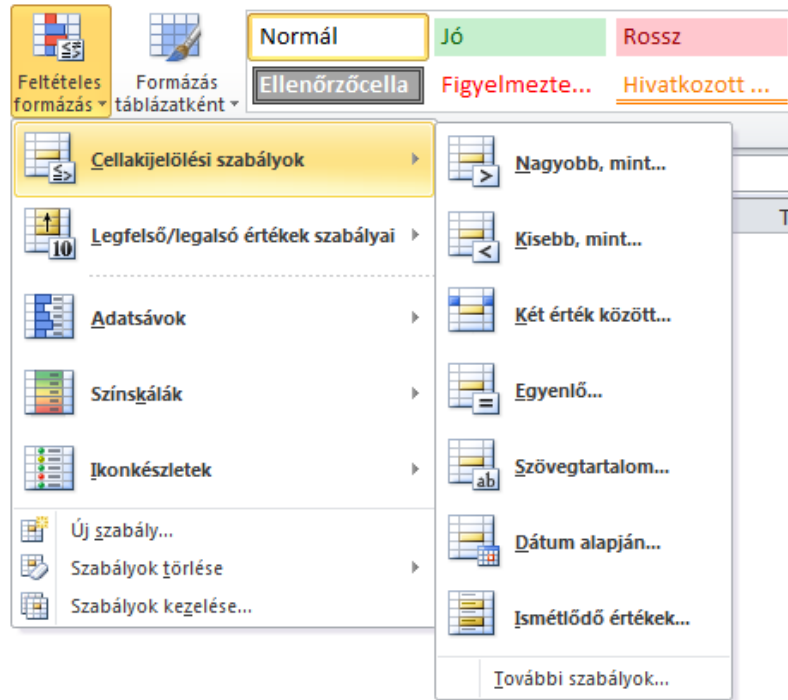 Feltételes
formázás
Formázás
táblázatként
Normál
Jó
Rossz
Ellenőrzőcella
Figyelmezte...
Hivatkozott ...
Cellakijelölési szabályok
Legfelső/legalsó értékek szabályai
Adatsávok
Színskálák
Ikonkészletek
Új szabály...
Szabályok törlése
Szabályok kezelése...
Nagyobb, mint...
Kisebb, mint...
Két érték között...
Egyenlő...
Szövegtartalom...
Dátum alapján...
Ismétlődő értékek...
További szabályok...
T